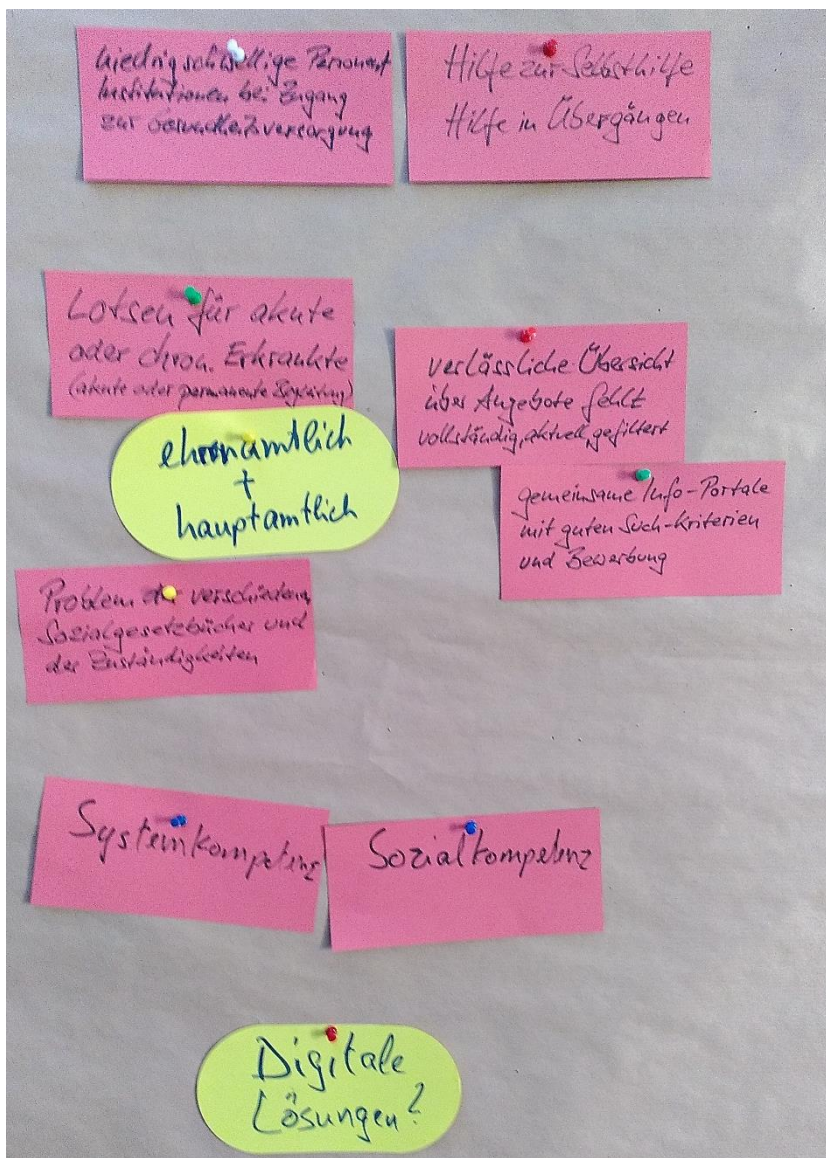 niedrigschwellige Personen/
Institutionen bei Zugang
zur Gesundheitsversorgung
Hilfe zur Selbsthilfe
Hilfe in Übergängen
Lotsen für akute
oder chron. Erkrankte
(akute oder permanente Begleitung)
ehrenamtlich
+
hauptamtlich
verlässliche Übersicht
über Angebote fehlt
vollständig, aktuell, gefiltert
gemeinsame Info-Portale
mit guten Such-Kriterien
und Bewerbung
Problem der verschiedenen
Sozialgesetzbücher und
der Zuständigkeiten
Systemkompetenz
Sozialkompetenz
Digitale
Lösungen?